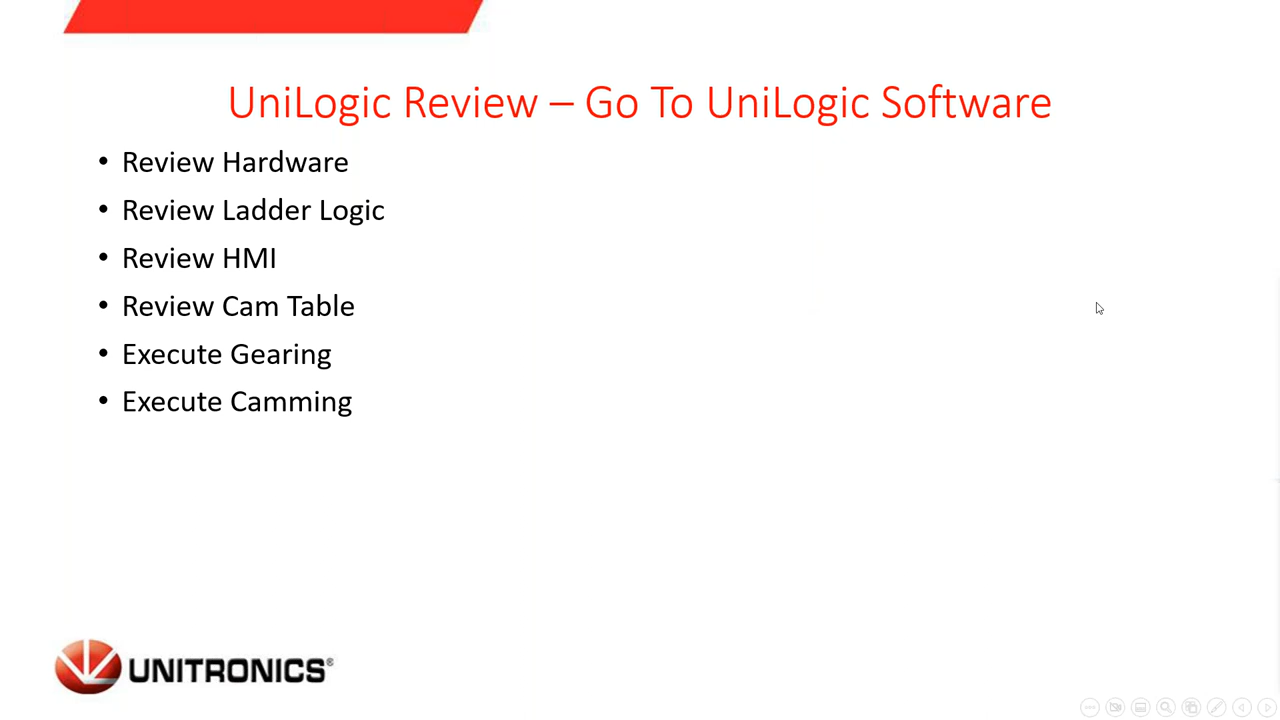 UniLogic Review – Go To UniLogic Software
• Review Hardware
• Review Ladder Logic
• Review HMI
• Review Cam Table
• Execute Gearing
• Execute Camming
UNITRONICS®